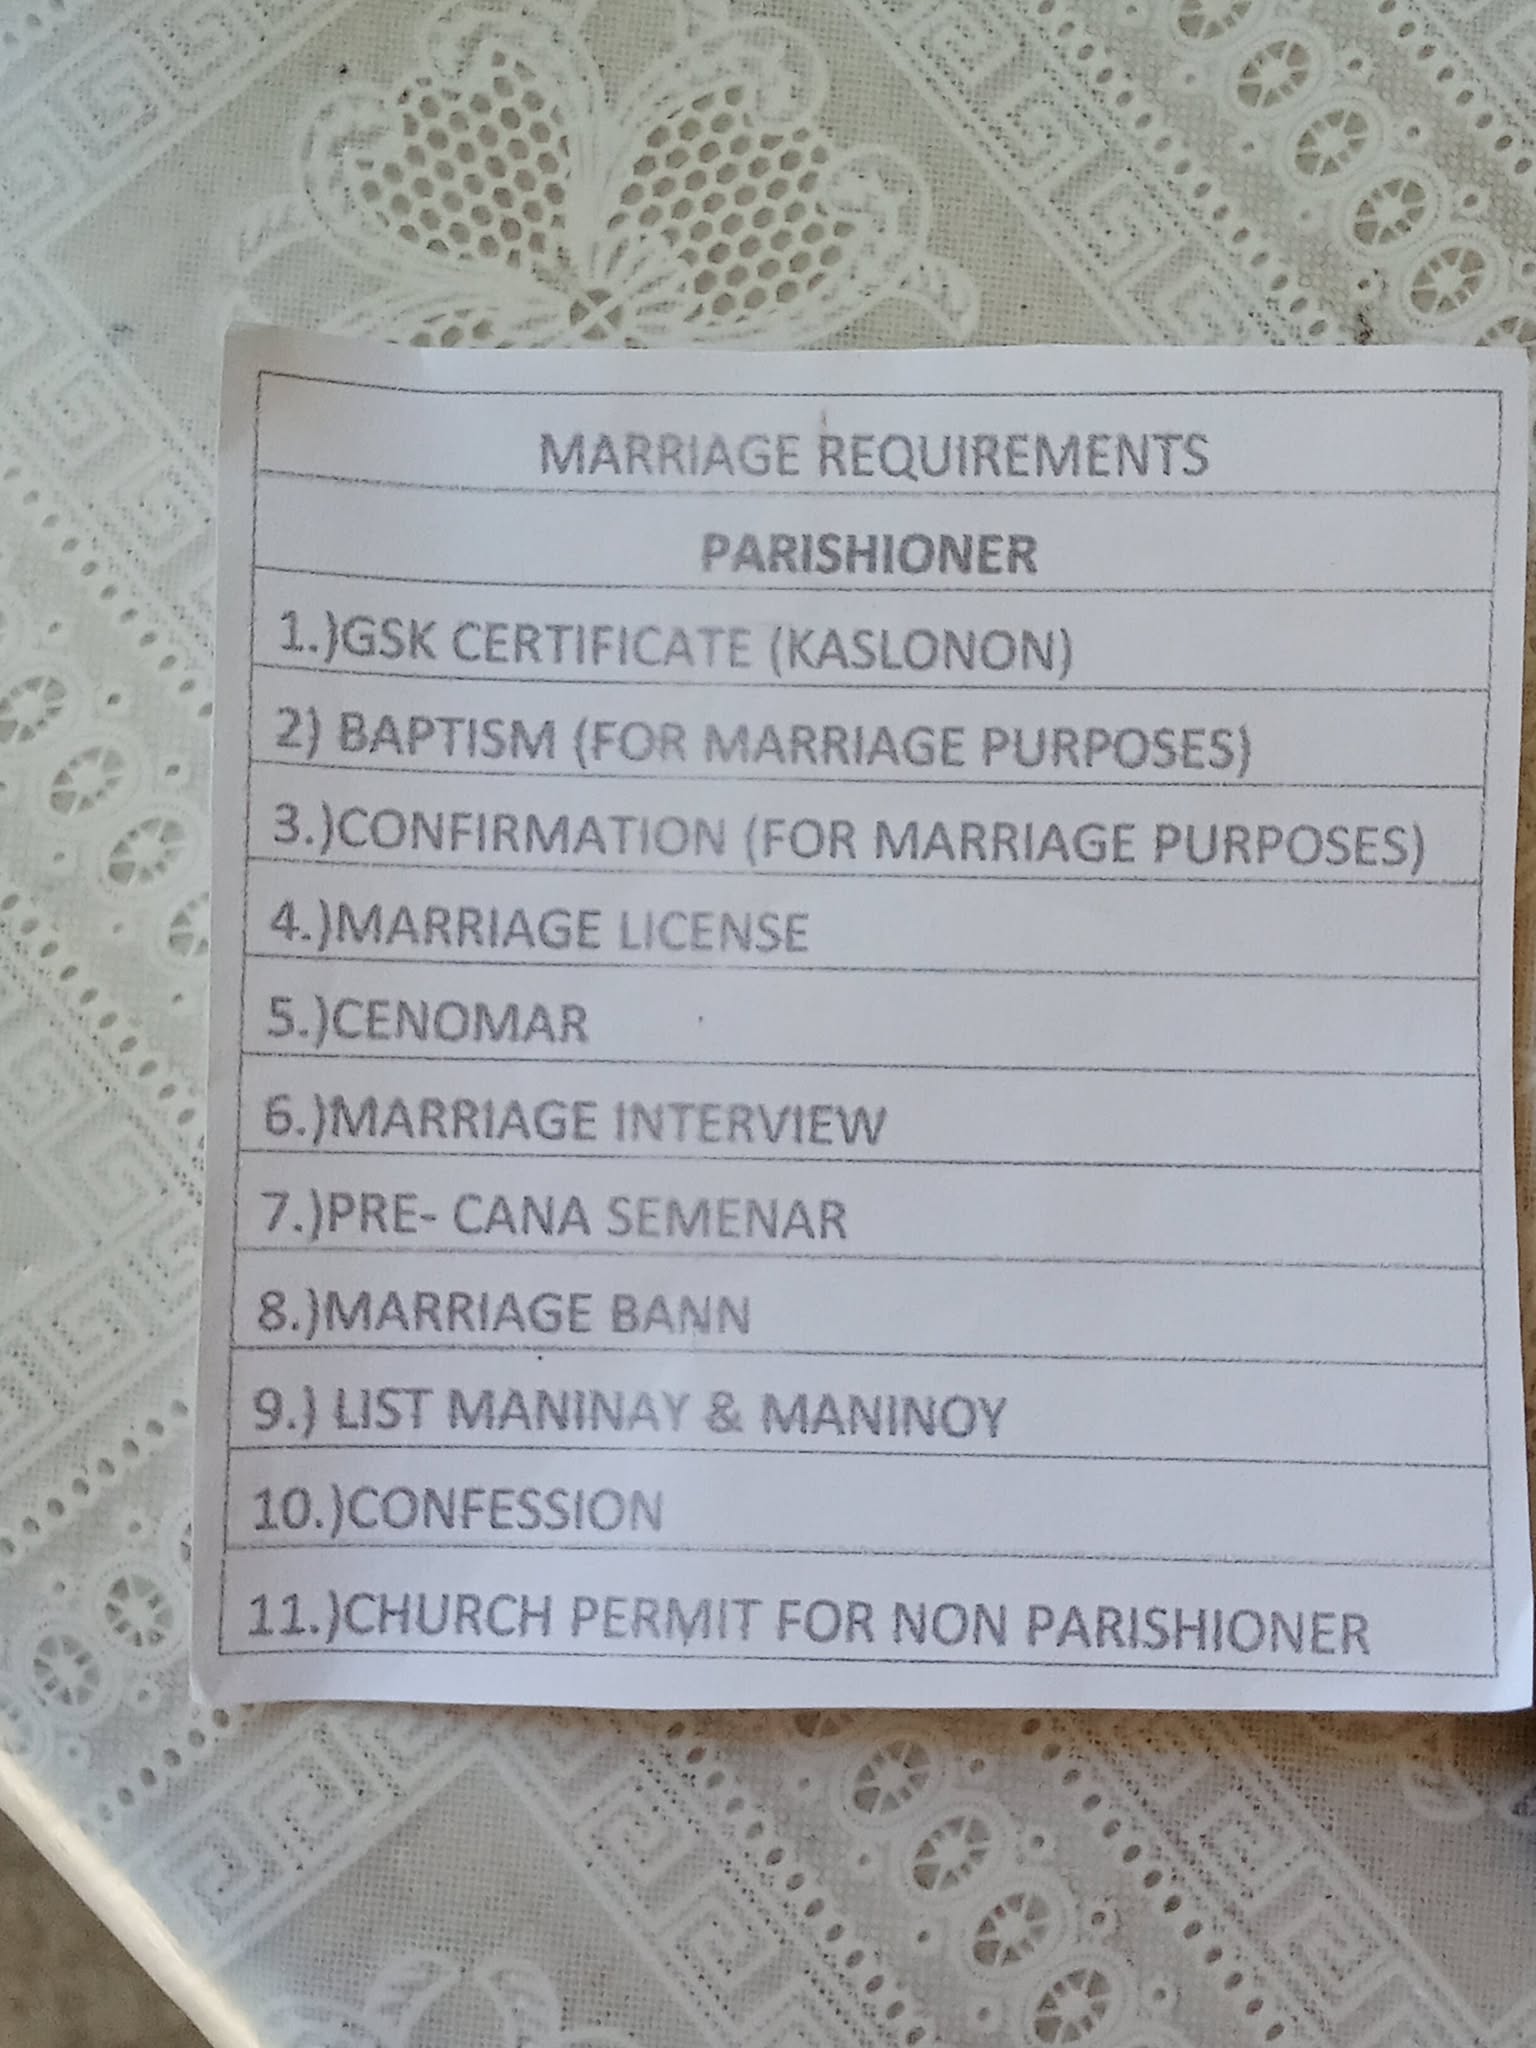 MARRIAGE REQUIREMENTS
PARISHIONER
1.)GSK CERTIFICATE (KASLONON)
2) BAPTISM (FOR MARRIAGE PURPOSES)
3.)CONFIRMATION (FOR MARRIAGE PURPOSES)
4.)MARRIAGE LICENSE
5.)CENOMAR
6.)MARRIAGE INTERVIEW
7.)PRE- CANA SEMENAR
8.)MARRIAGE BANN
9.) LIST MANINAY & MANINOY
10.)CONFESSION
11.)CHURCH PERMIT FOR NON PARISHIONER